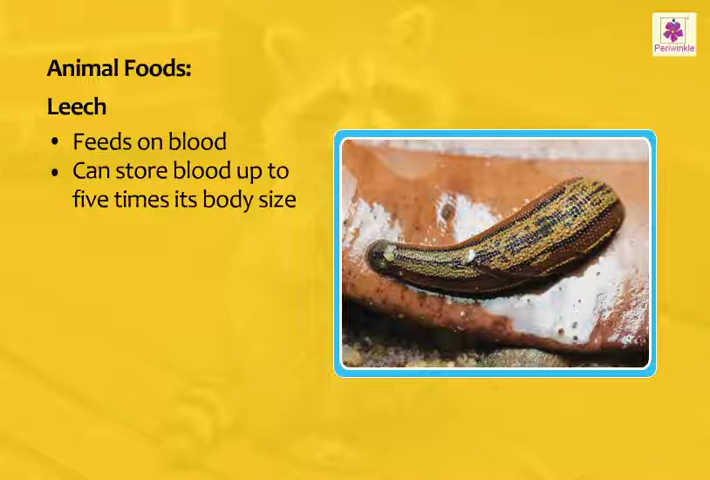 Periwinkle
Animal Foods:
Leech
• Feeds on blood
• Can store blood up to
five times its body size